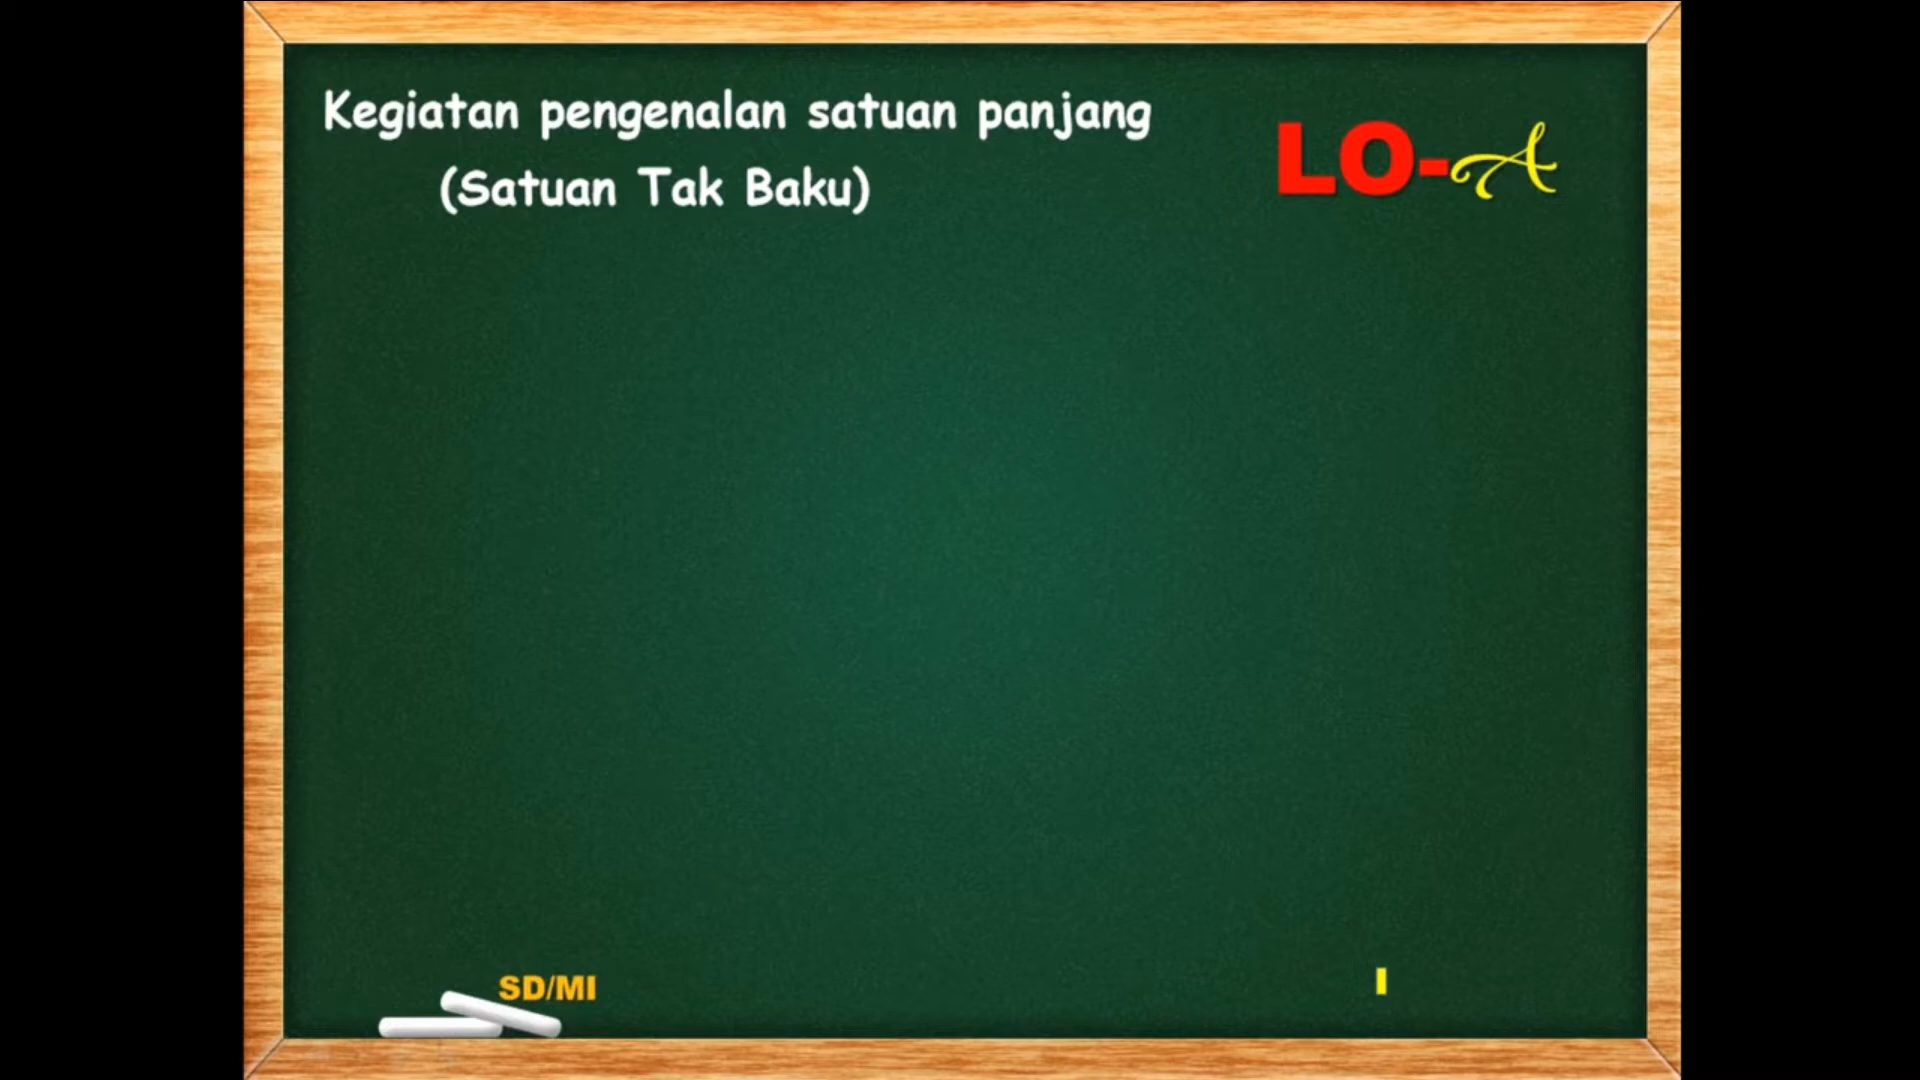 Kegiatan pengenalan satuan panjang
(Satuan Tak Baku)
LO-A
SD/MI
I